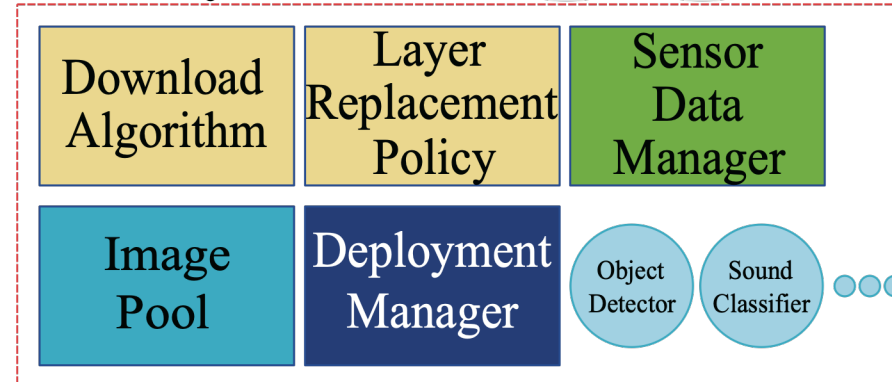 Download
Algorithm
Layer
Replacement
Policy
Sensor
Data
Manager
Image
Pool
Deployment
Manager
Object
Detector
Sound
Classifier